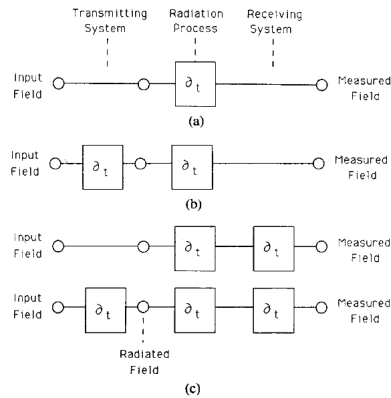 Transmitting Radiation Receiving
System Process System
Input Field ∂t Measured Field
(a)
Input Field ∂t ∂t Measured Field
(b)
Input Field ∂t ∂t Measured Field
Input Field ∂t ∂t ∂t Measured Field
Radiated
Field
(c)